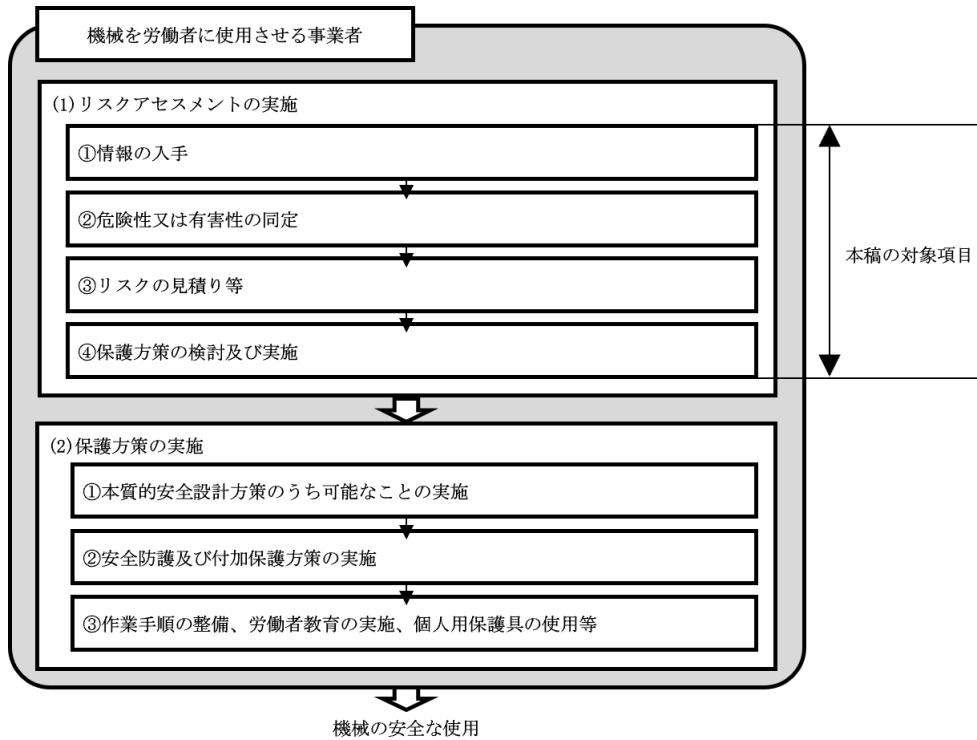 機械を労働者に使用させる事業者
(1)リスクアセスメントの実施
①情報の入手
②危険性又は有害性の同定
③リスクの見積り等
④保護方策の検討及び実施
本稿の対象項目
(2)保護方策の実施
①本質的安全設計方策のうち可能なことの実施
②安全防護及び付加保護方策の実施
③作業手順の整備、労働者教育の実施、個人用保護具の使用等
機械の安全な使用